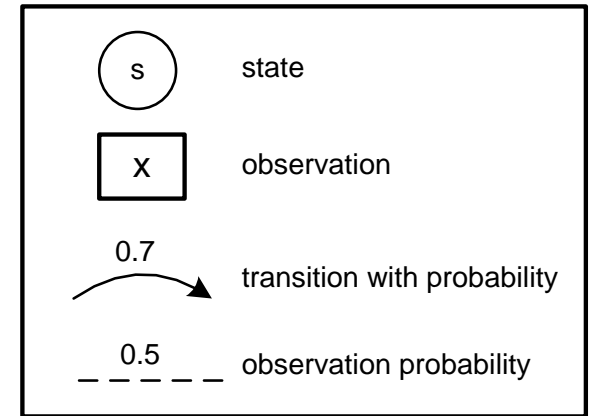 s state
x observation
0.7
transition with probability
0.5
observation probability